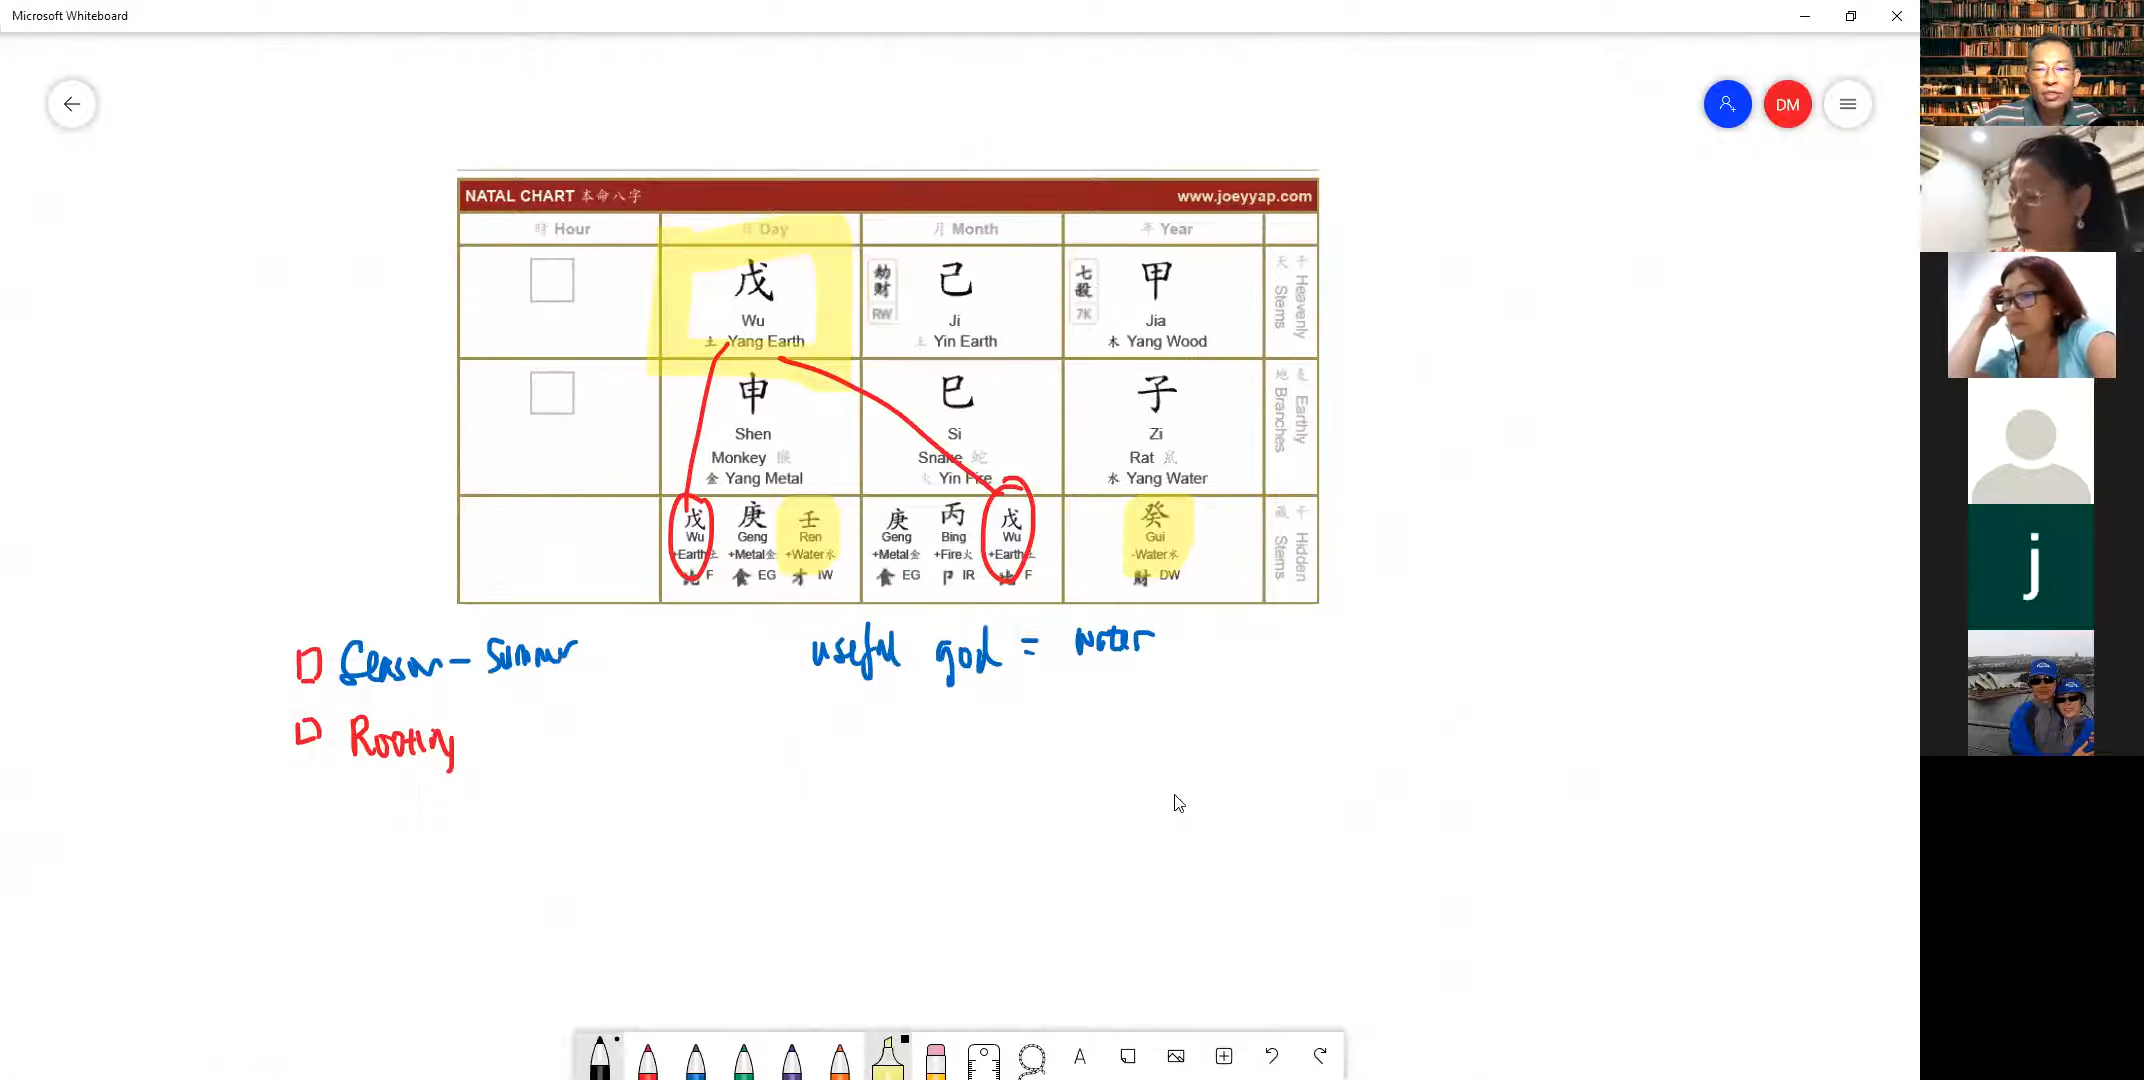 Microsoft Whiteboard
DM
NATAL CHART 本命八字 www.joeyyap.com
時 Hour 日 Day 月 Month 年 Year
戊 劫財 己 七殺 甲 天干
RW 7K
Wu Ji Jia Heavenly Stems
土 Yang Earth 土 Yin Earth 木 Yang Wood
申 巳 子 地支
Shen Si Zi Earthly Branches
Monkey 猴 Snake 蛇 Rat 鼠
金 Yang Metal 火 Yin Fire 水 Yang Water
戊 庚 壬 庚 丙 戊 癸 藏干
Wu Geng Ren Geng Bing Wu Gui Hidden Stems
+Earth土 +Metal金 +Water水 +Metal金 +Fire火 +Earth土 -Water水
比 F 食 EG 才 IW 食 EG 卩 IR 比 F 財 DW
Season – Summer useful god = water
Rooting
j
A